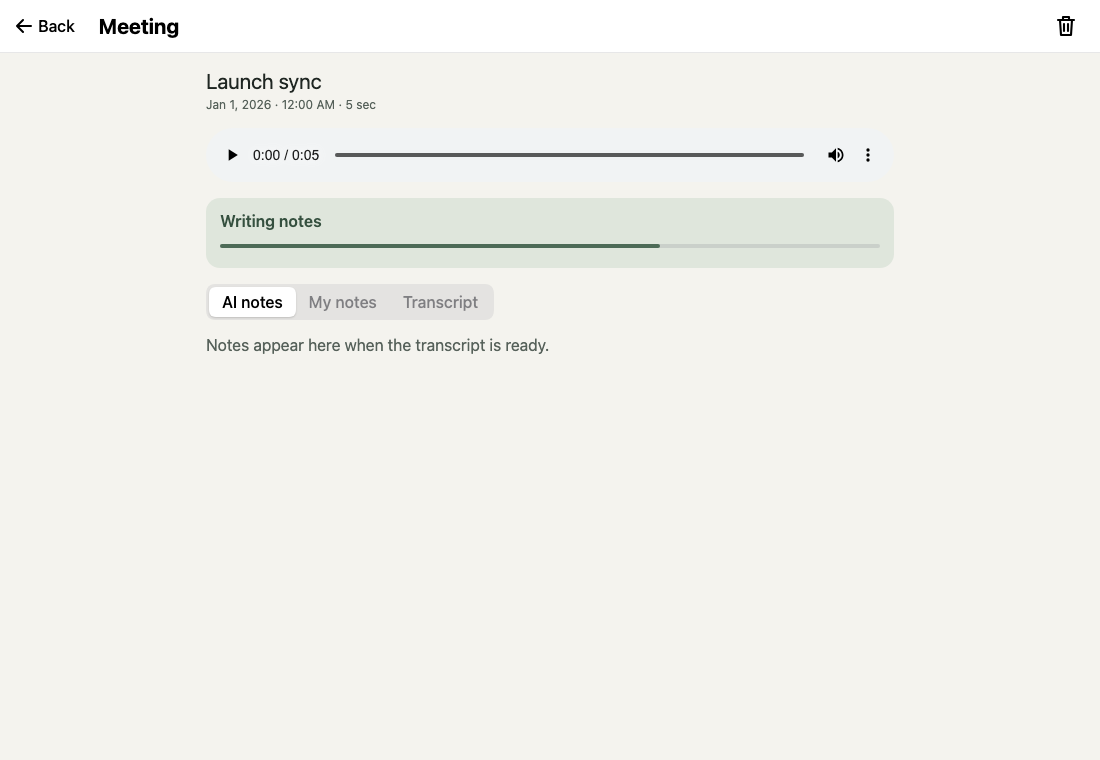 Back Meeting
Launch sync
Jan 1, 2026 · 12:00 AM · 5 sec
0:00 / 0:05
Writing notes
AI notes My notes Transcript
Notes appear here when the transcript is ready.